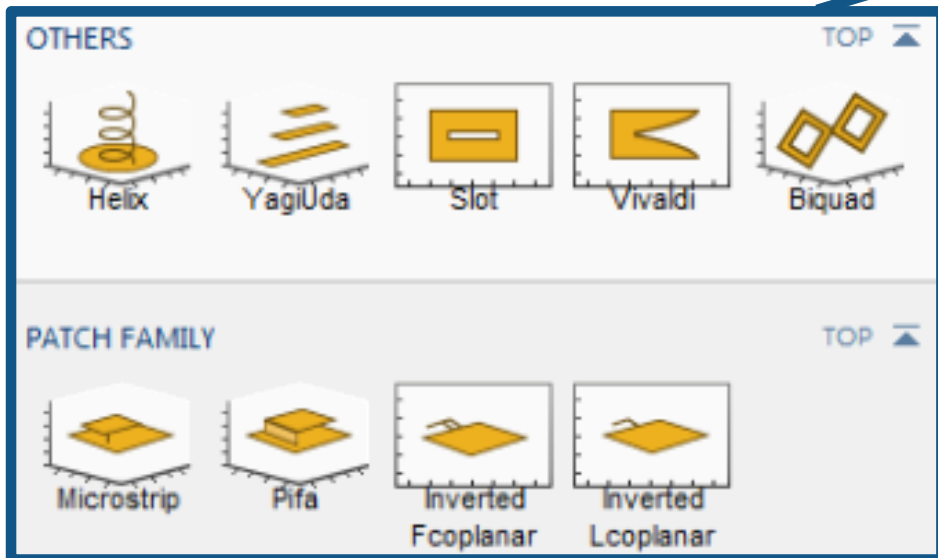 OTHERS TOP
Helix YagiUda Slot Vivaldi Biquad
PATCH FAMILY TOP
Microstrip Pifa Inverted Inverted
Fcoplanar Lcoplanar